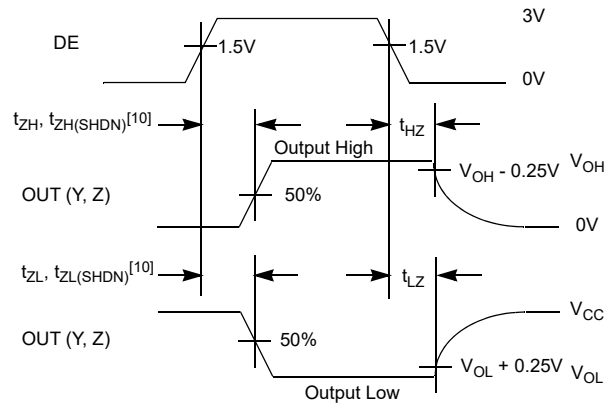 3V
DE
1.5V
1.5V
0V
tZH, tZH(SHDN)[10]
tHZ
Output High
VOH - 0.25V
VOH
OUT (Y, Z)
50%
0V
tZL, tZL(SHDN)[10]
tLZ
VCC
OUT (Y, Z)
50%
VOL + 0.25V
VOL
Output Low